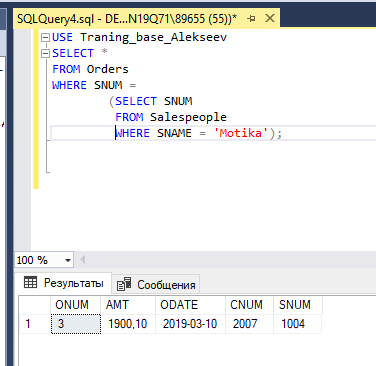 SQLQuery4.sql - DE...N19Q71\89655 (55))*
USE Traning_base_Alekseev
SELECT *
FROM Orders
WHERE SNUM =
(SELECT SNUM
FROM Salespeople
WHERE SNAME = 'Motika');
100 %
Результаты Сообщения
ONUM AMT ODATE CNUM SNUM
1 3 1900,10 2019-03-10 2007 1004